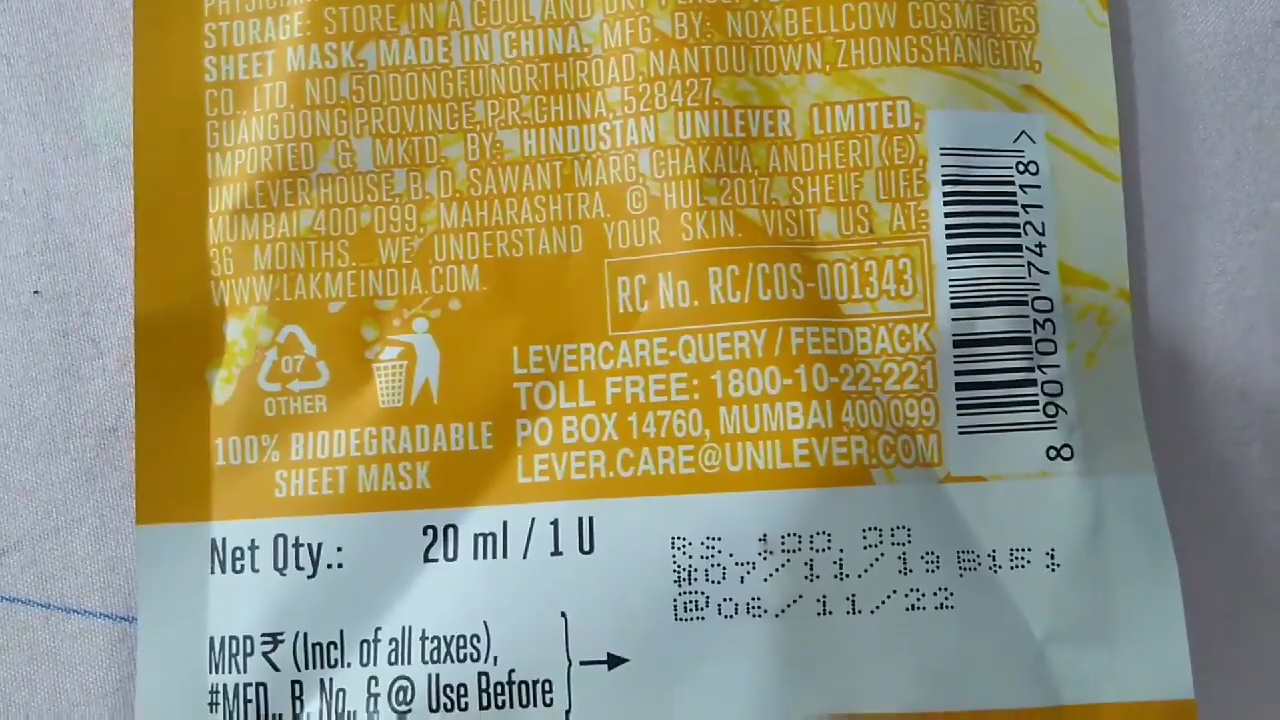 STORAGE: STORE IN A COOL AND DRY PLACE.
SHEET MASK. MADE IN CHINA. MFG. BY: NOX BELLCOW COSMETICS
CO., LTD. NO. 50 DONGFU NORTH ROAD, NANTOU TOWN, ZHONGSHAN CITY,
GUANGDONG PROVINCE, P.R. CHINA, 528427.
IMPORTED & MKTD. BY: HINDUSTAN UNILEVER LIMITED,
UNILEVER HOUSE, B. D. SAWANT MARG, CHAKALA, ANDHERI (E),
MUMBAI 400 099, MAHARASHTRA. © HUL 2017. SHELF LIFE
36 MONTHS. WE UNDERSTAND YOUR SKIN. VISIT US AT:
WWW.LAKMEINDIA.COM.
RC No. RC/COS-001343
07
OTHER
100% BIODEGRADABLE
SHEET MASK
LEVERCARE-QUERY / FEEDBACK
TOLL FREE: 1800-10-22-221
PO BOX 14760, MUMBAI 400 099
LEVER.CARE@UNILEVER.COM
8 901030 742118 >
Net Qty.: 20 ml / 1 U
RS. 100.00
#07/11/19 B151
@06/11/22
MRP ₹ (Incl. of all taxes),
#MFD., B. No., & @ Use Before